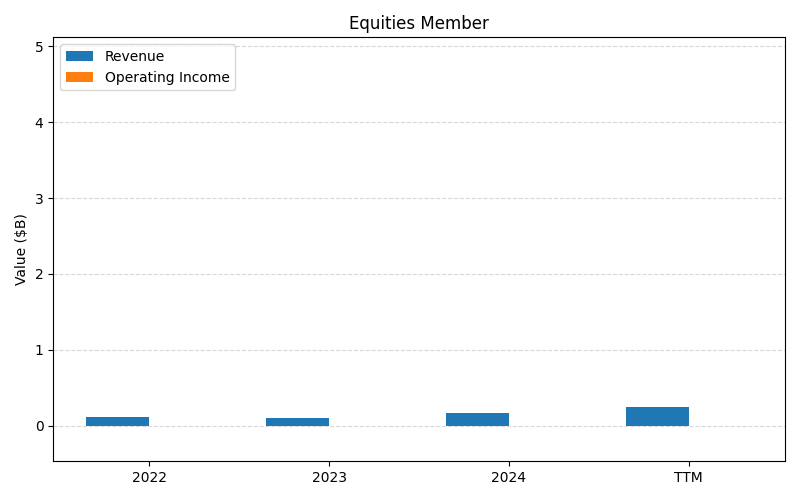 Equities Member
Revenue
Operating Income
Value ($B)
5
4
3
2
1
0
2022 2023 2024 TTM